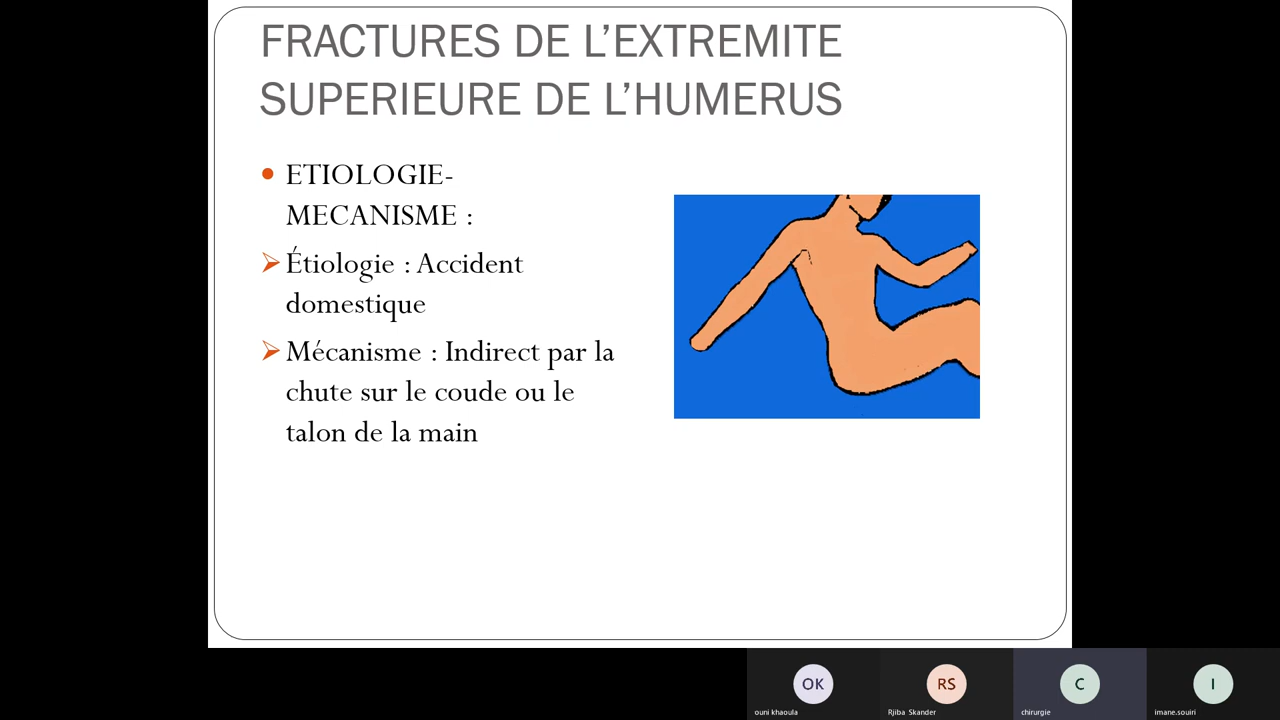 FRACTURES DE L’EXTREMITE
SUPERIEURE DE L’HUMERUS
ETIOLOGIE-
MECANISME :
Étiologie : Accident
domestique
Mécanisme : Indirect par la
chute sur le coude ou le
talon de la main
OK
RS
C
I
ouni khaoula
Rjiba Skander
chirurgie
imane.souiri